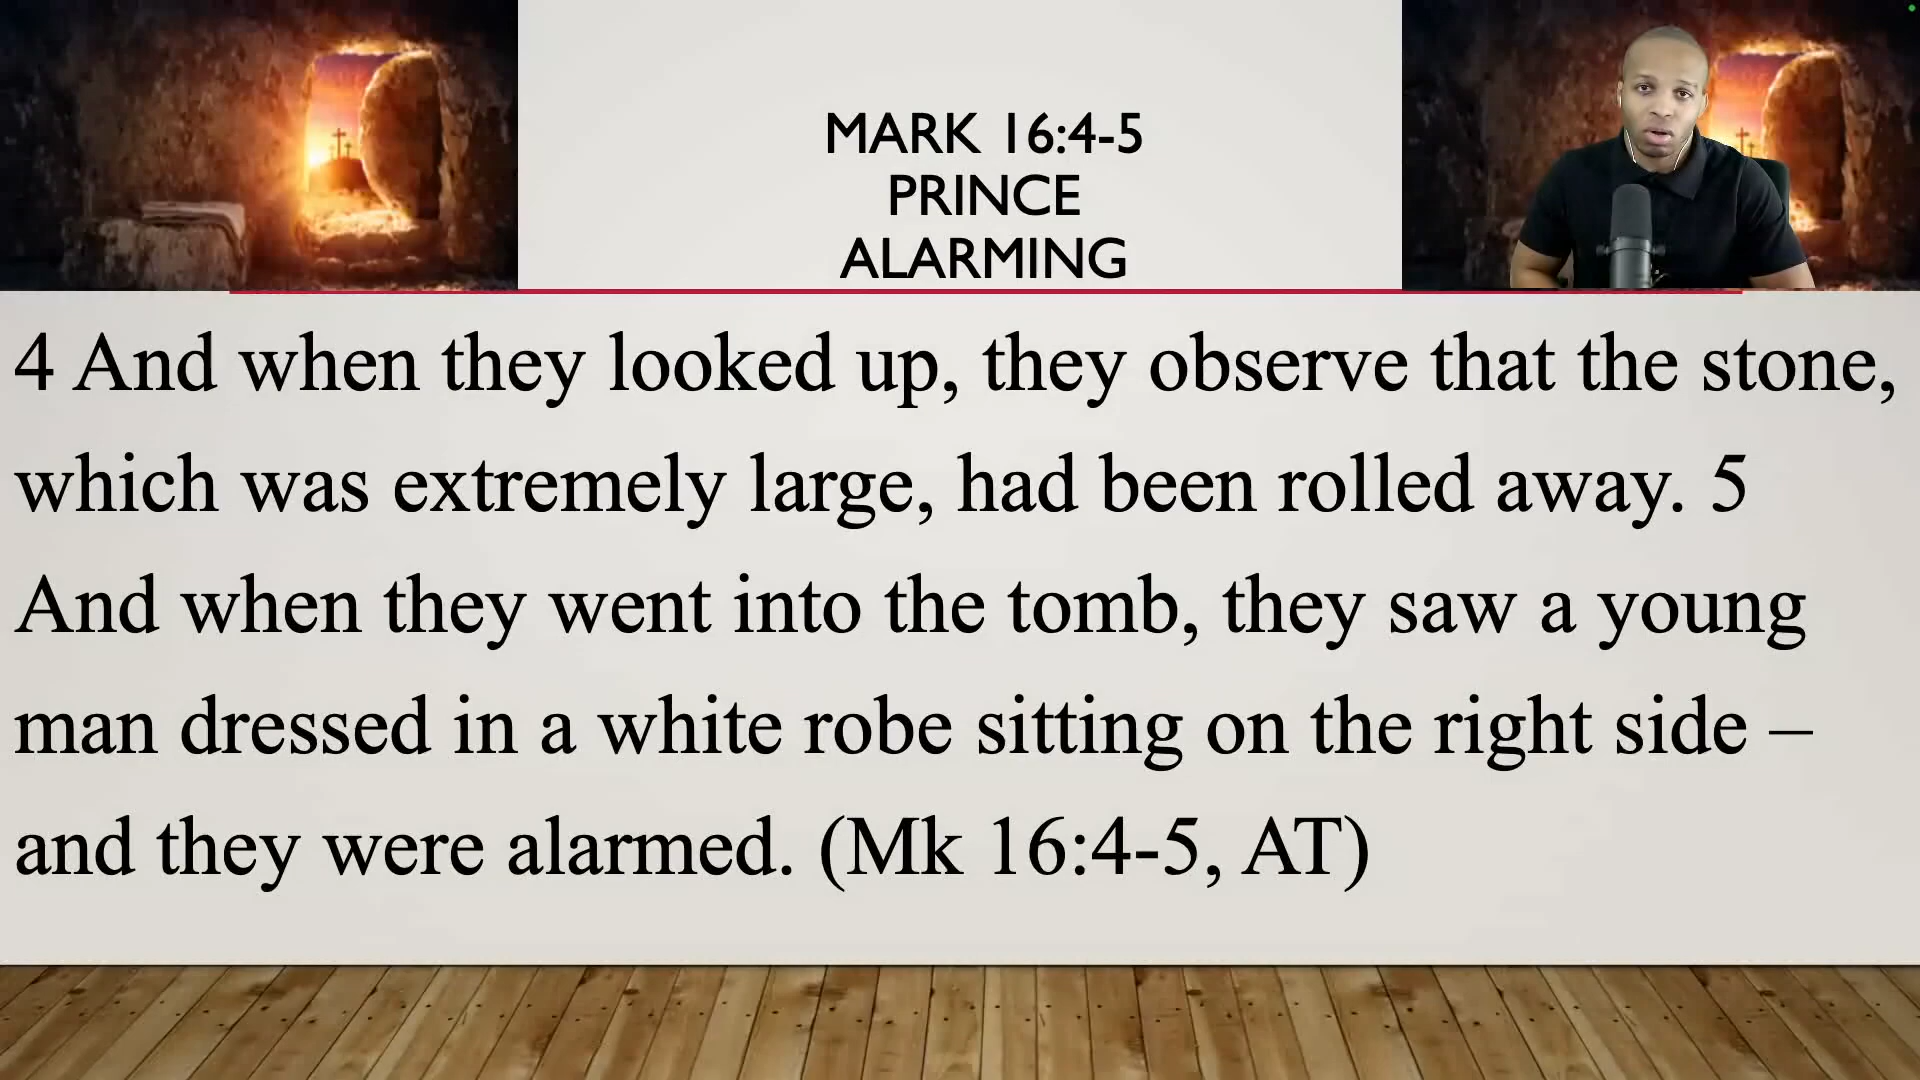 MARK 16:4-5
PRINCE
ALARMING
4 And when they looked up, they observe that the stone,
which was extremely large, had been rolled away. 5
And when they went into the tomb, they saw a young
man dressed in a white robe sitting on the right side –
and they were alarmed. (Mk 16:4-5, AT)